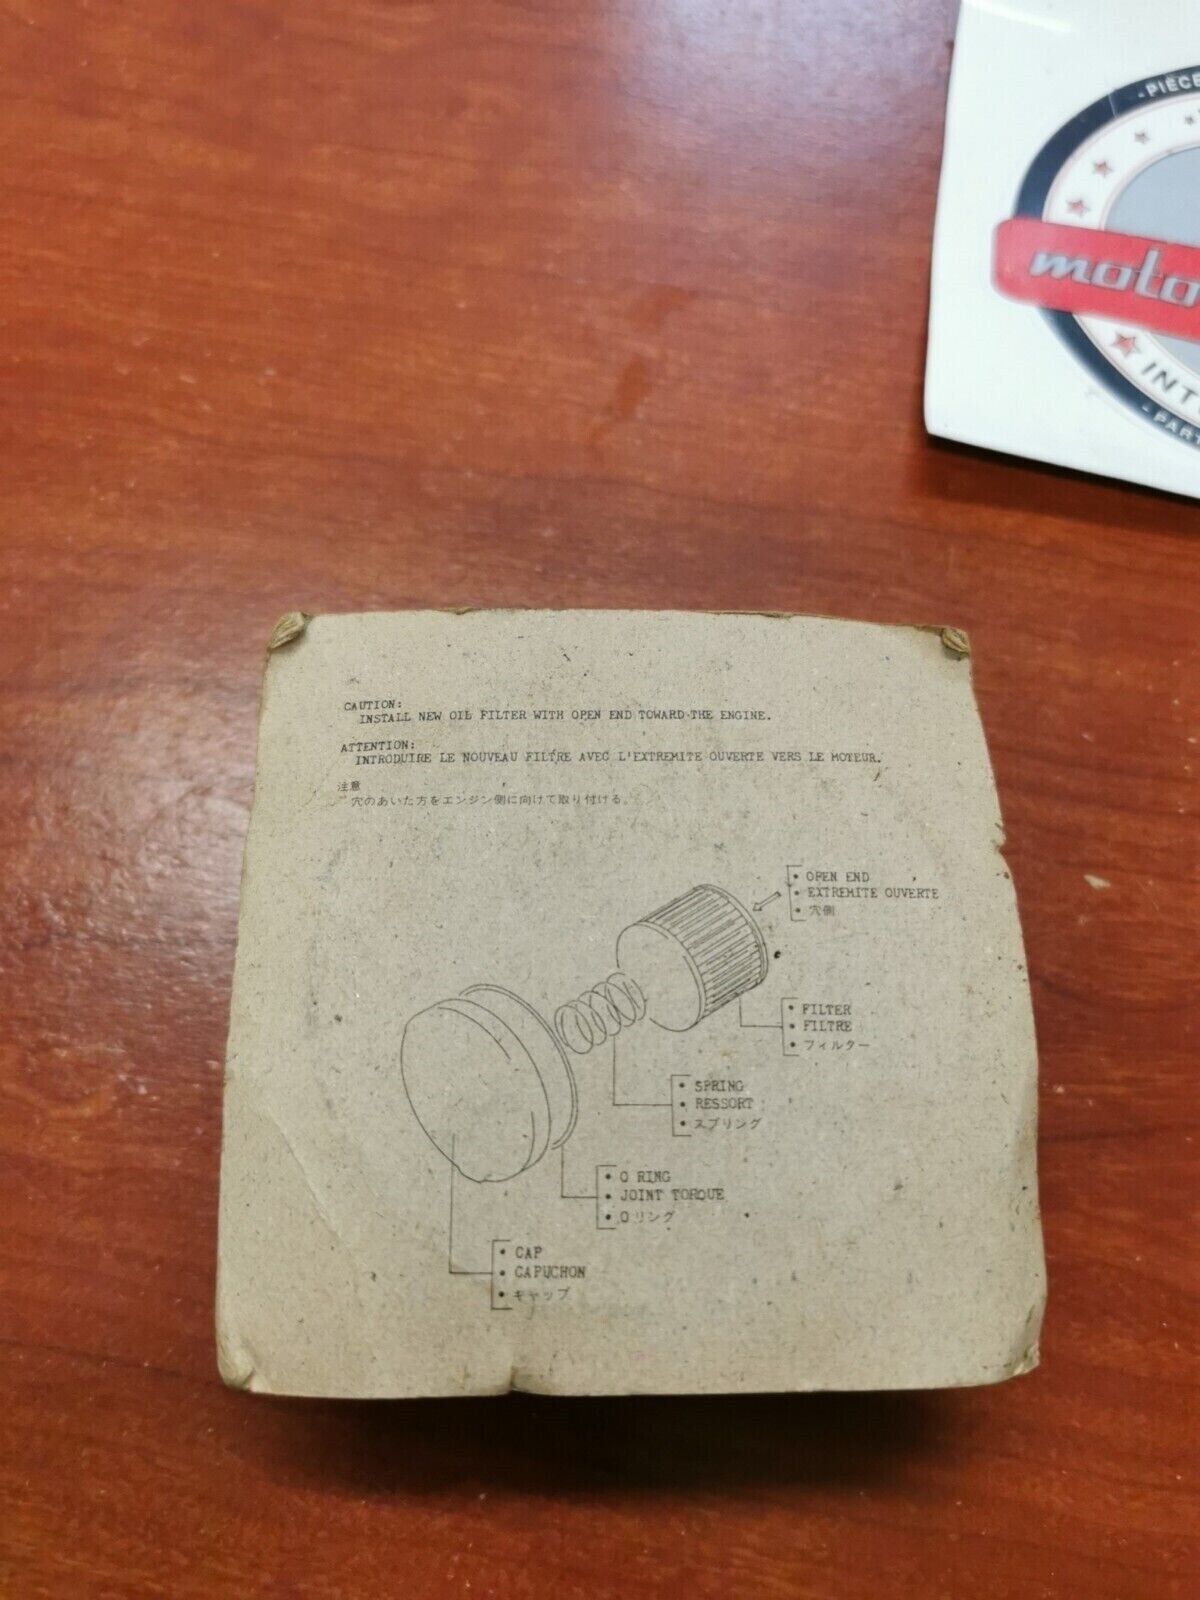 - PIÈCE
moto
INT
- PART
CAUTION:
INSTALL NEW OIL FILTER WITH OPEN END TOWARD THE ENGINE.
ATTENTION:
INTRODUIRE LE NOUVEAU FILTRE AVEC L'EXTREMITE OUVERTE VERS LE MOTEUR.
注意
穴のあいた方をエンジン側に向けて取り付ける。
• OPEN END
• EXTREMITE OUVERTE
• 穴側
• FILTER
• FILTRE
• フィルター
• SPRING
• RESSORT
• スプリング
• O RING
• JOINT TORQUE
• Oリング
• CAP
• CAPUCHON
• キャップ